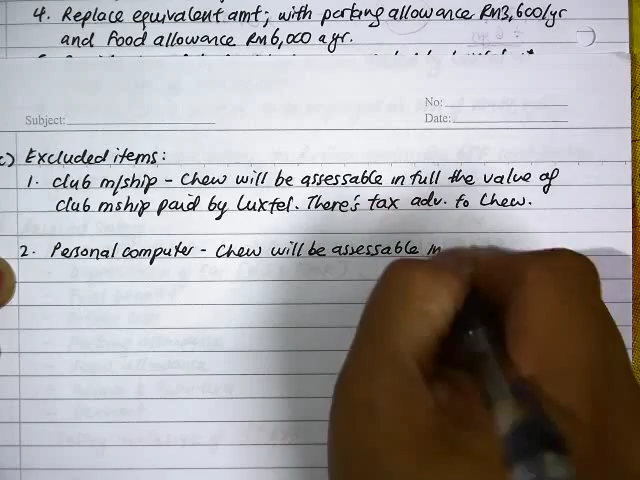 4. Replace equivalent amt; with parking allowance RM3,600/yr
and Food allowance RM6,000 a yr.
No:
Subject:
Date:
c) Excluded items:
1. club m/ship - Chew will be assessable in full the value of
club mship paid by Luxtel. There's tax adv. to Chew.
2. Personal computer - Chew will be assessable in